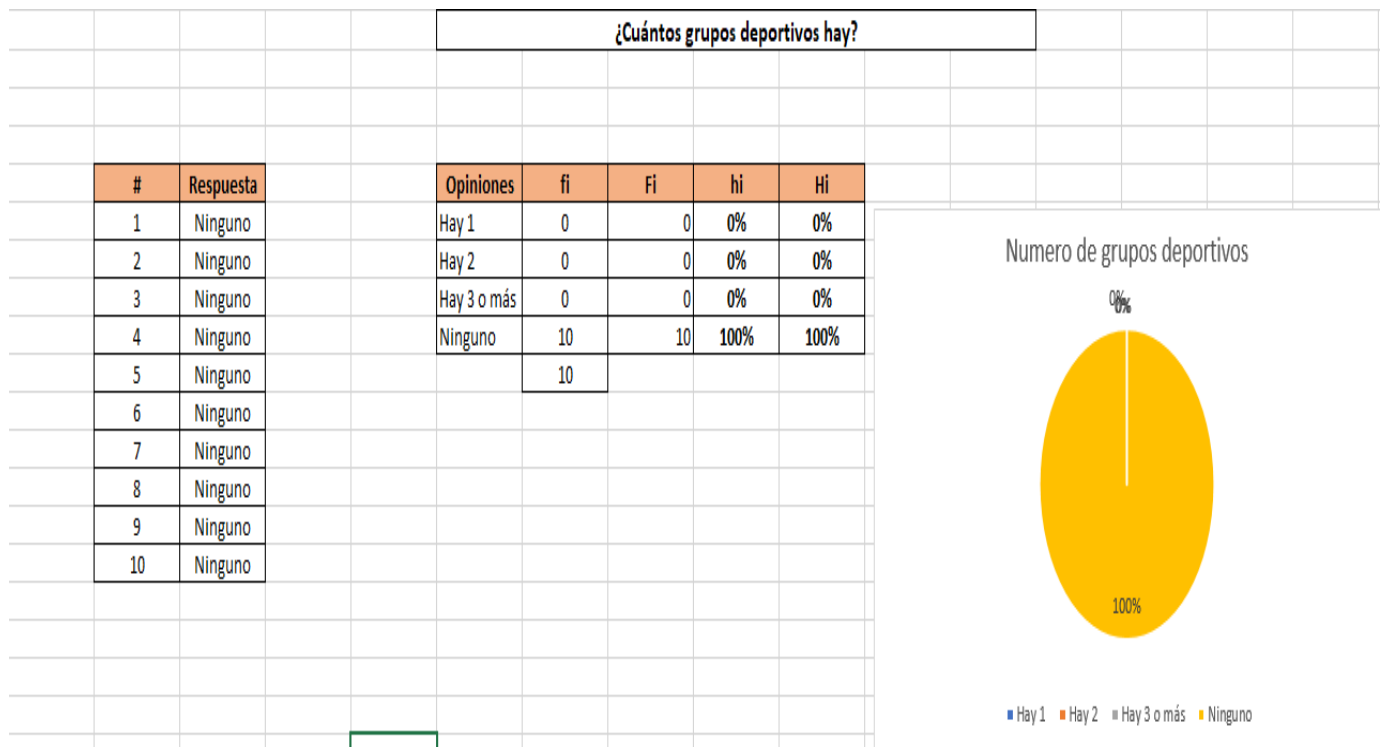 ¿Cuántos grupos deportivos hay?
# Respuesta
1 Ninguno
2 Ninguno
3 Ninguno
4 Ninguno
5 Ninguno
6 Ninguno
7 Ninguno
8 Ninguno
9 Ninguno
10 Ninguno
Opiniones fi Fi hi Hi
Hay 1 0 0 0% 0%
Hay 2 0 0 0% 0%
Hay 3 o más 0 0 0% 0%
Ninguno 10 10 100% 100%
10
Numero de grupos deportivos
0% 0% 0%
100%
Hay 1 Hay 2 Hay 3 o más Ninguno